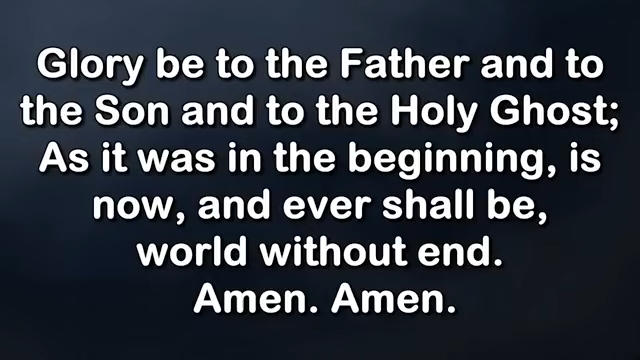 Glory be to the Father and to
the Son and to the Holy Ghost;
As it was in the beginning, is
now, and ever shall be,
world without end.
Amen. Amen.